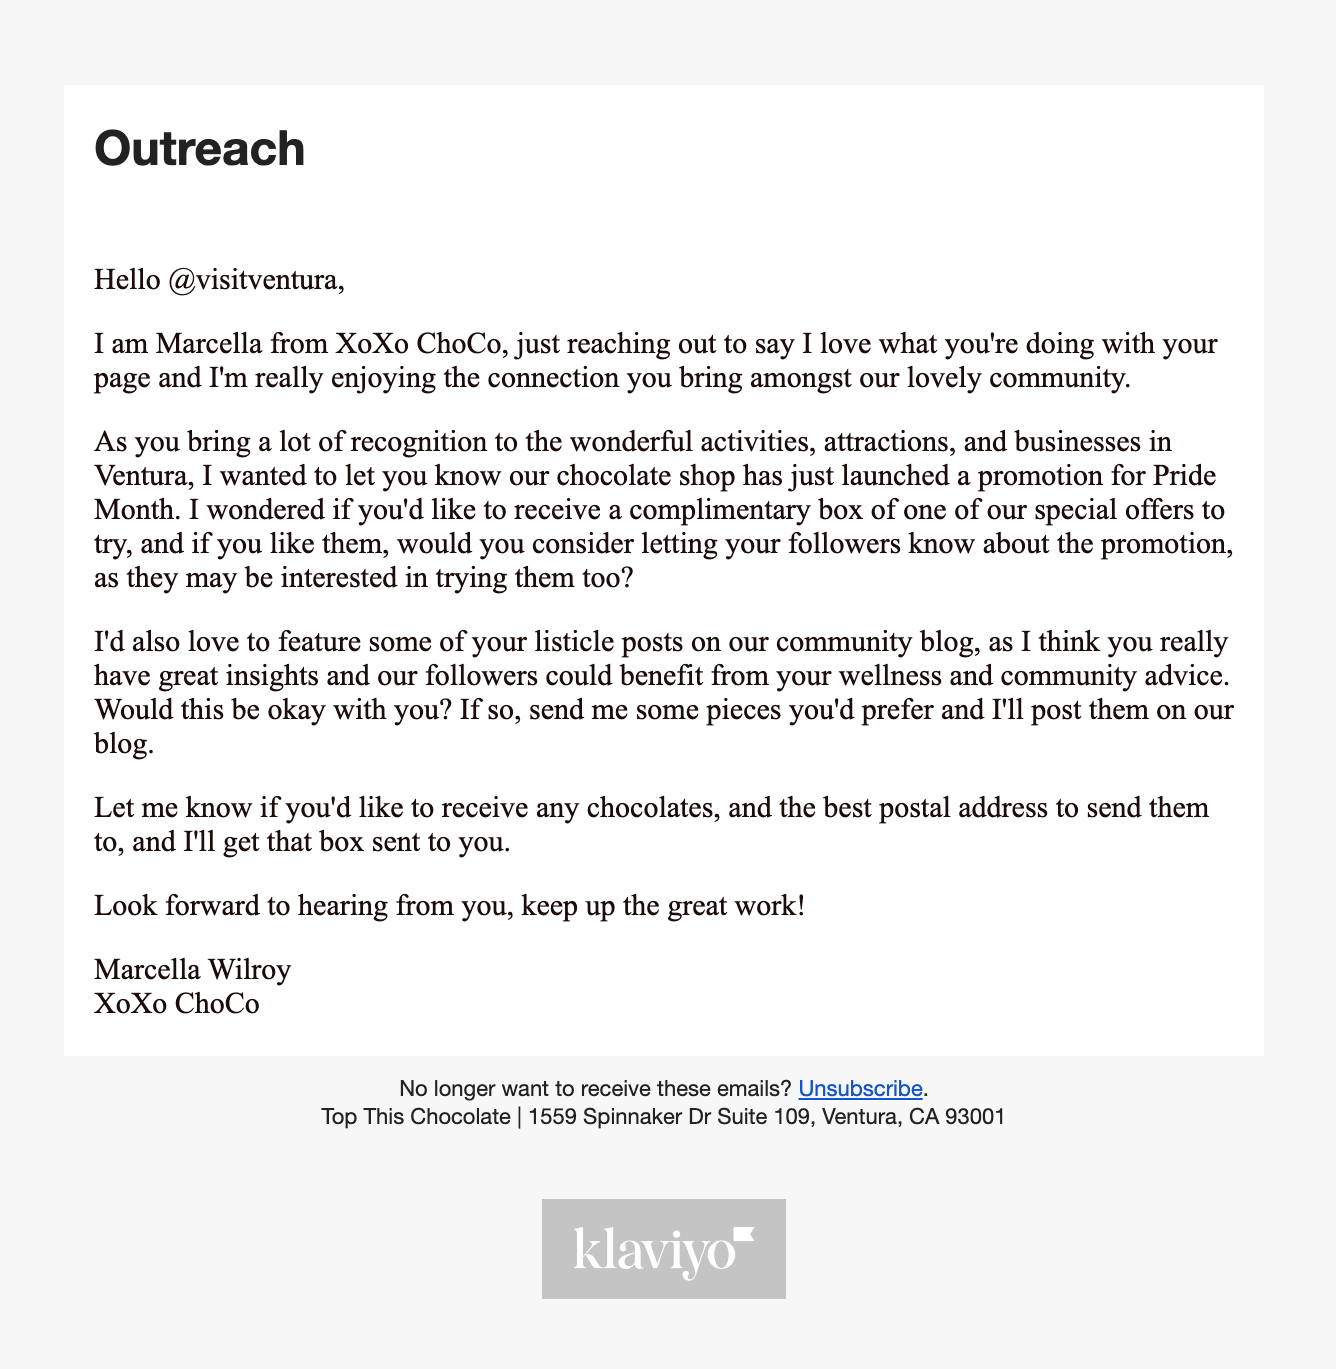 Outreach
Hello @visitventura,
I am Marcella from XoXo ChoCo, just reaching out to say I love what you're doing with your
page and I'm really enjoying the connection you bring amongst our lovely community.
As you bring a lot of recognition to the wonderful activities, attractions, and businesses in
Ventura, I wanted to let you know our chocolate shop has just launched a promotion for Pride
Month. I wondered if you'd like to receive a complimentary box of one of our special offers to
try, and if you like them, would you consider letting your followers know about the promotion,
as they may be interested in trying them too?
I'd also love to feature some of your listicle posts on our community blog, as I think you really
have great insights and our followers could benefit from your wellness and community advice.
Would this be okay with you? If so, send me some pieces you'd prefer and I'll post them on our
blog.
Let me know if you'd like to receive any chocolates, and the best postal address to send them
to, and I'll get that box sent to you.
Look forward to hearing from you, keep up the great work!
Marcella Wilroy
XoXo ChoCo
No longer want to receive these emails? Unsubscribe.
Top This Chocolate | 1559 Spinnaker Dr Suite 109, Ventura, CA 93001
klaviyo